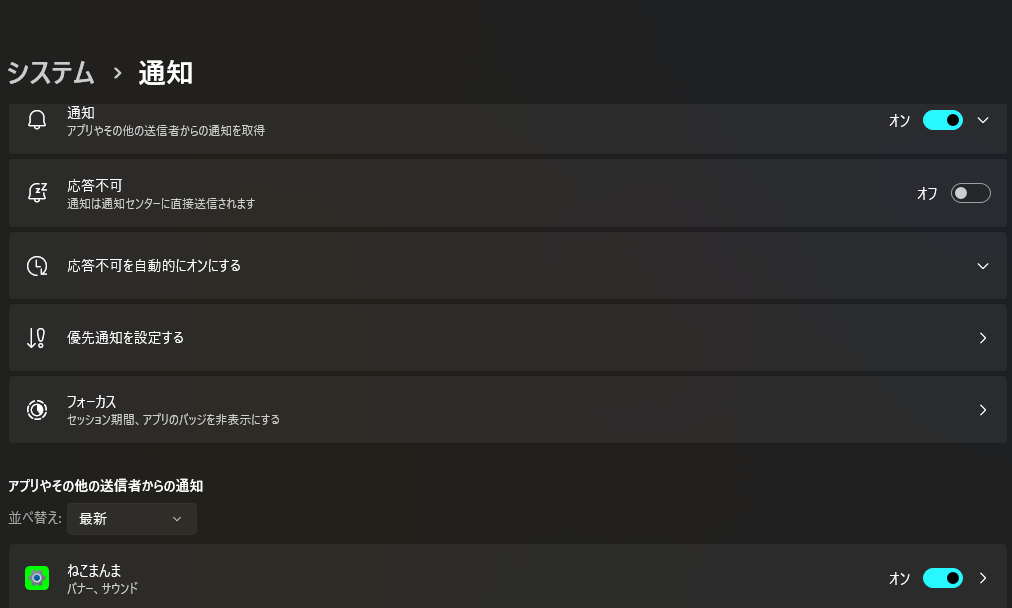 システム › 通知
通知
アプリやその他の送信者からの通知を取得
オン
応答不可
通知は通知センターに直接送信されます
オフ
応答不可を自動的にオンにする
優先通知を設定する
フォーカス
セッション期間、アプリのバッジを非表示にする
アプリやその他の送信者からの通知
並べ替え: 最新
ねこまんま
バナー、サウンド
オン